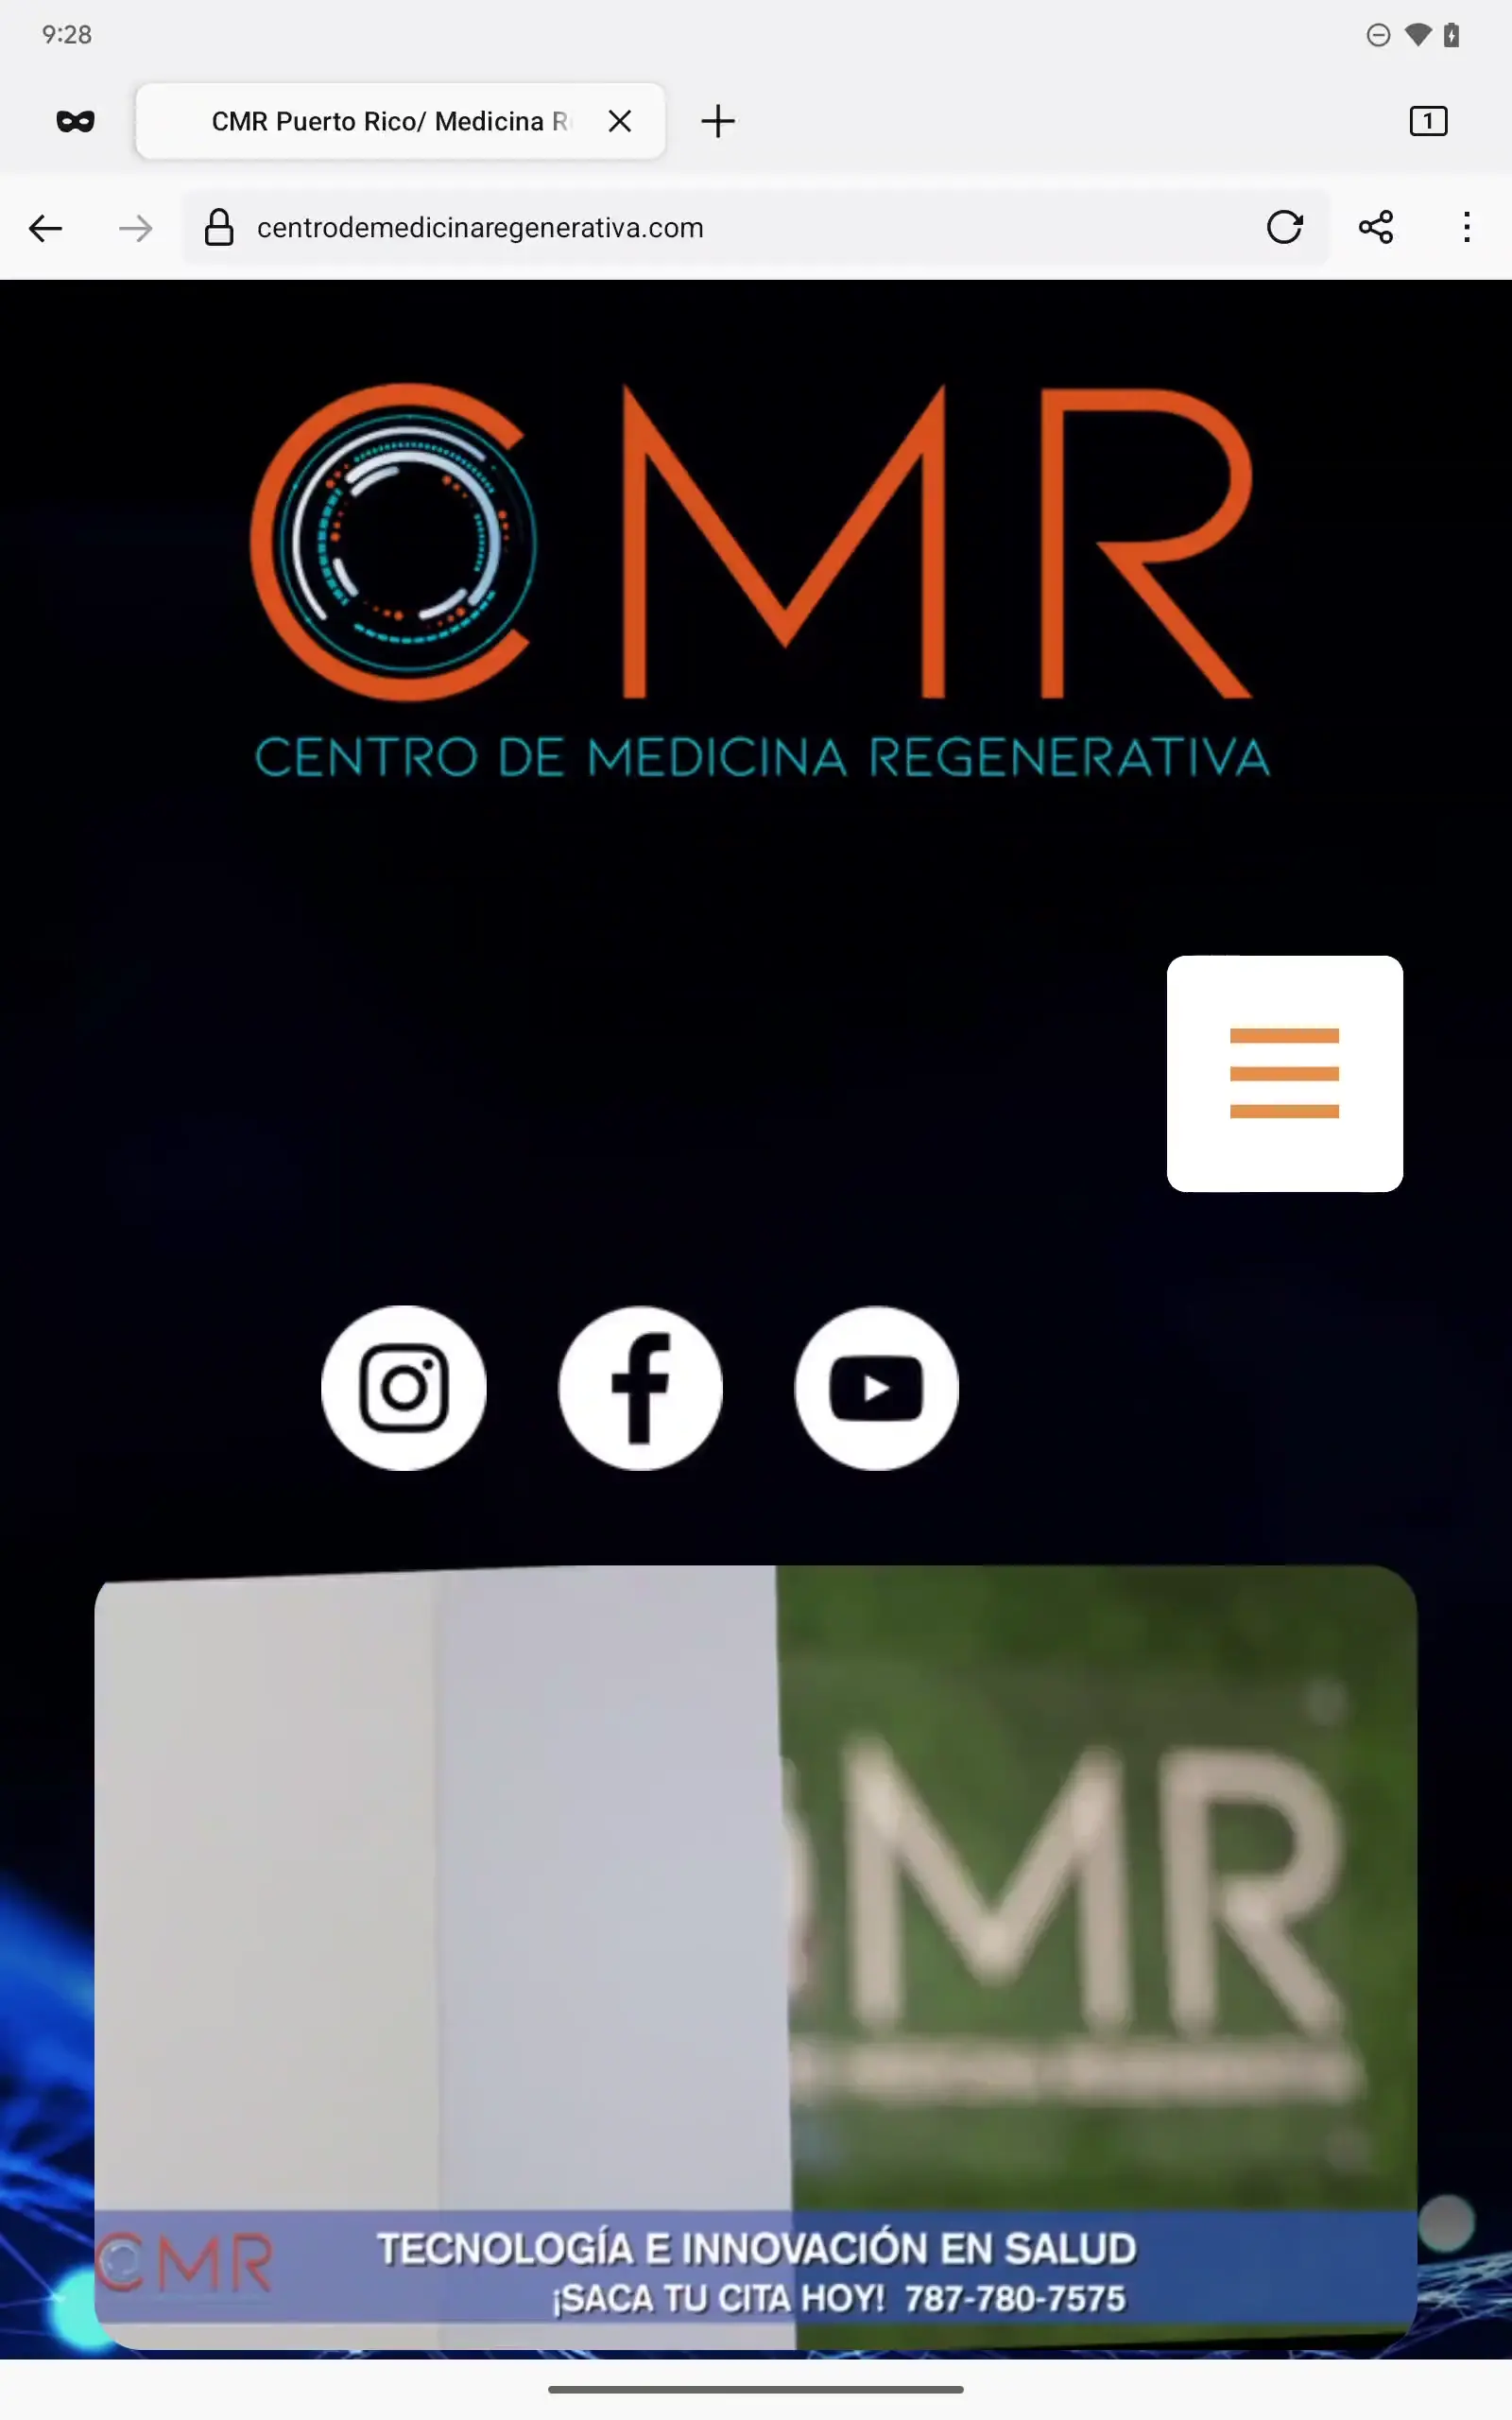 9:28
CMR Puerto Rico/ Medicina
1
centrodemedicinaregenerativa.com
CMR
CENTRO DE MEDICINA REGENERATIVA
MR
CMR
TECNOLOGÍA E INNOVACIÓN EN SALUD
¡SACA TU CITA HOY! 787-780-7575